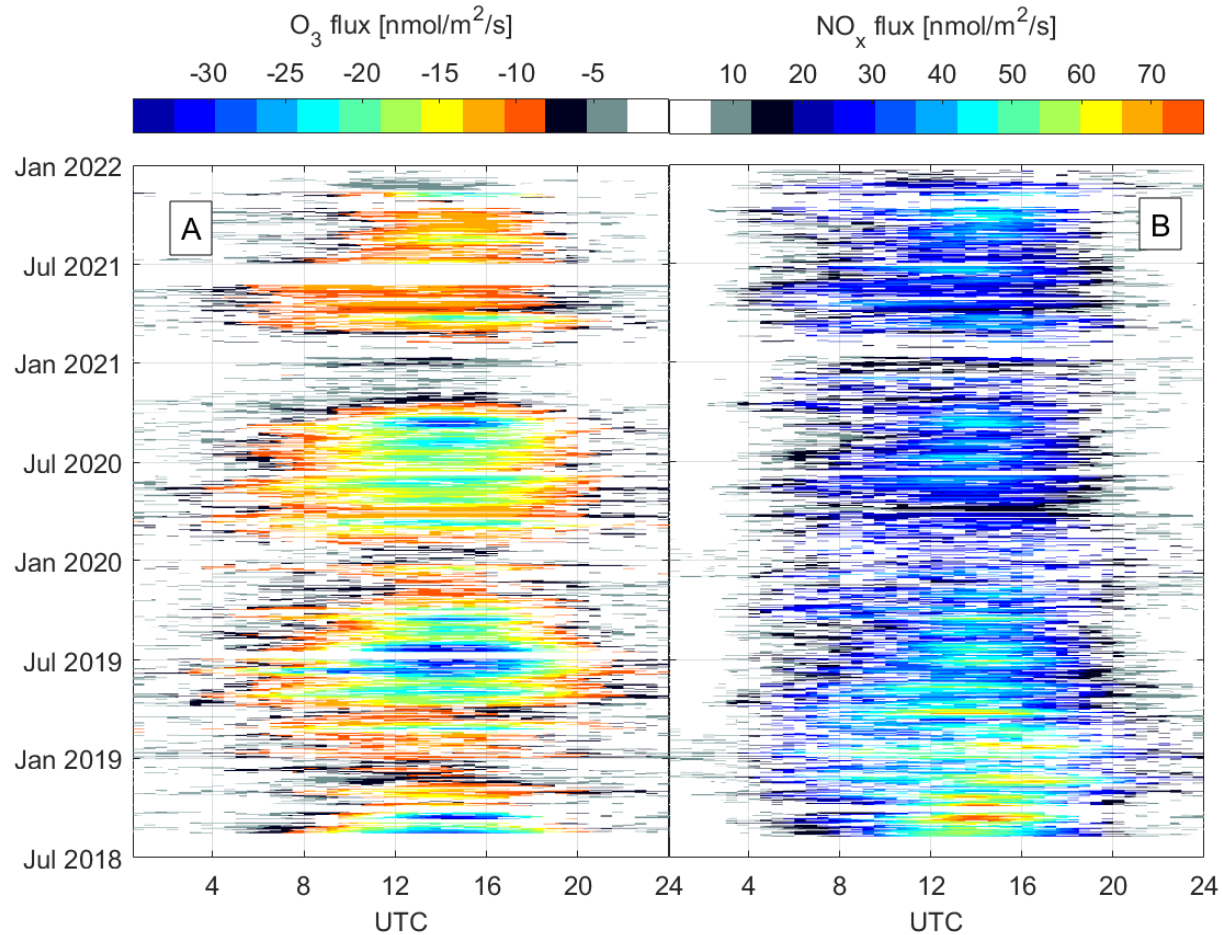 O₃ flux [nmol/m²/s]
NOₓ flux [nmol/m²/s]
-30 -25 -20 -15 -10 -5
10 20 30 40 50 60 70
Jan 2022
A
B
Jul 2021
Jan 2021
Jul 2020
Jan 2020
Jul 2019
Jan 2019
Jul 2018
4 8 12 16 20 24
4 8 12 16 20 24
UTC
UTC